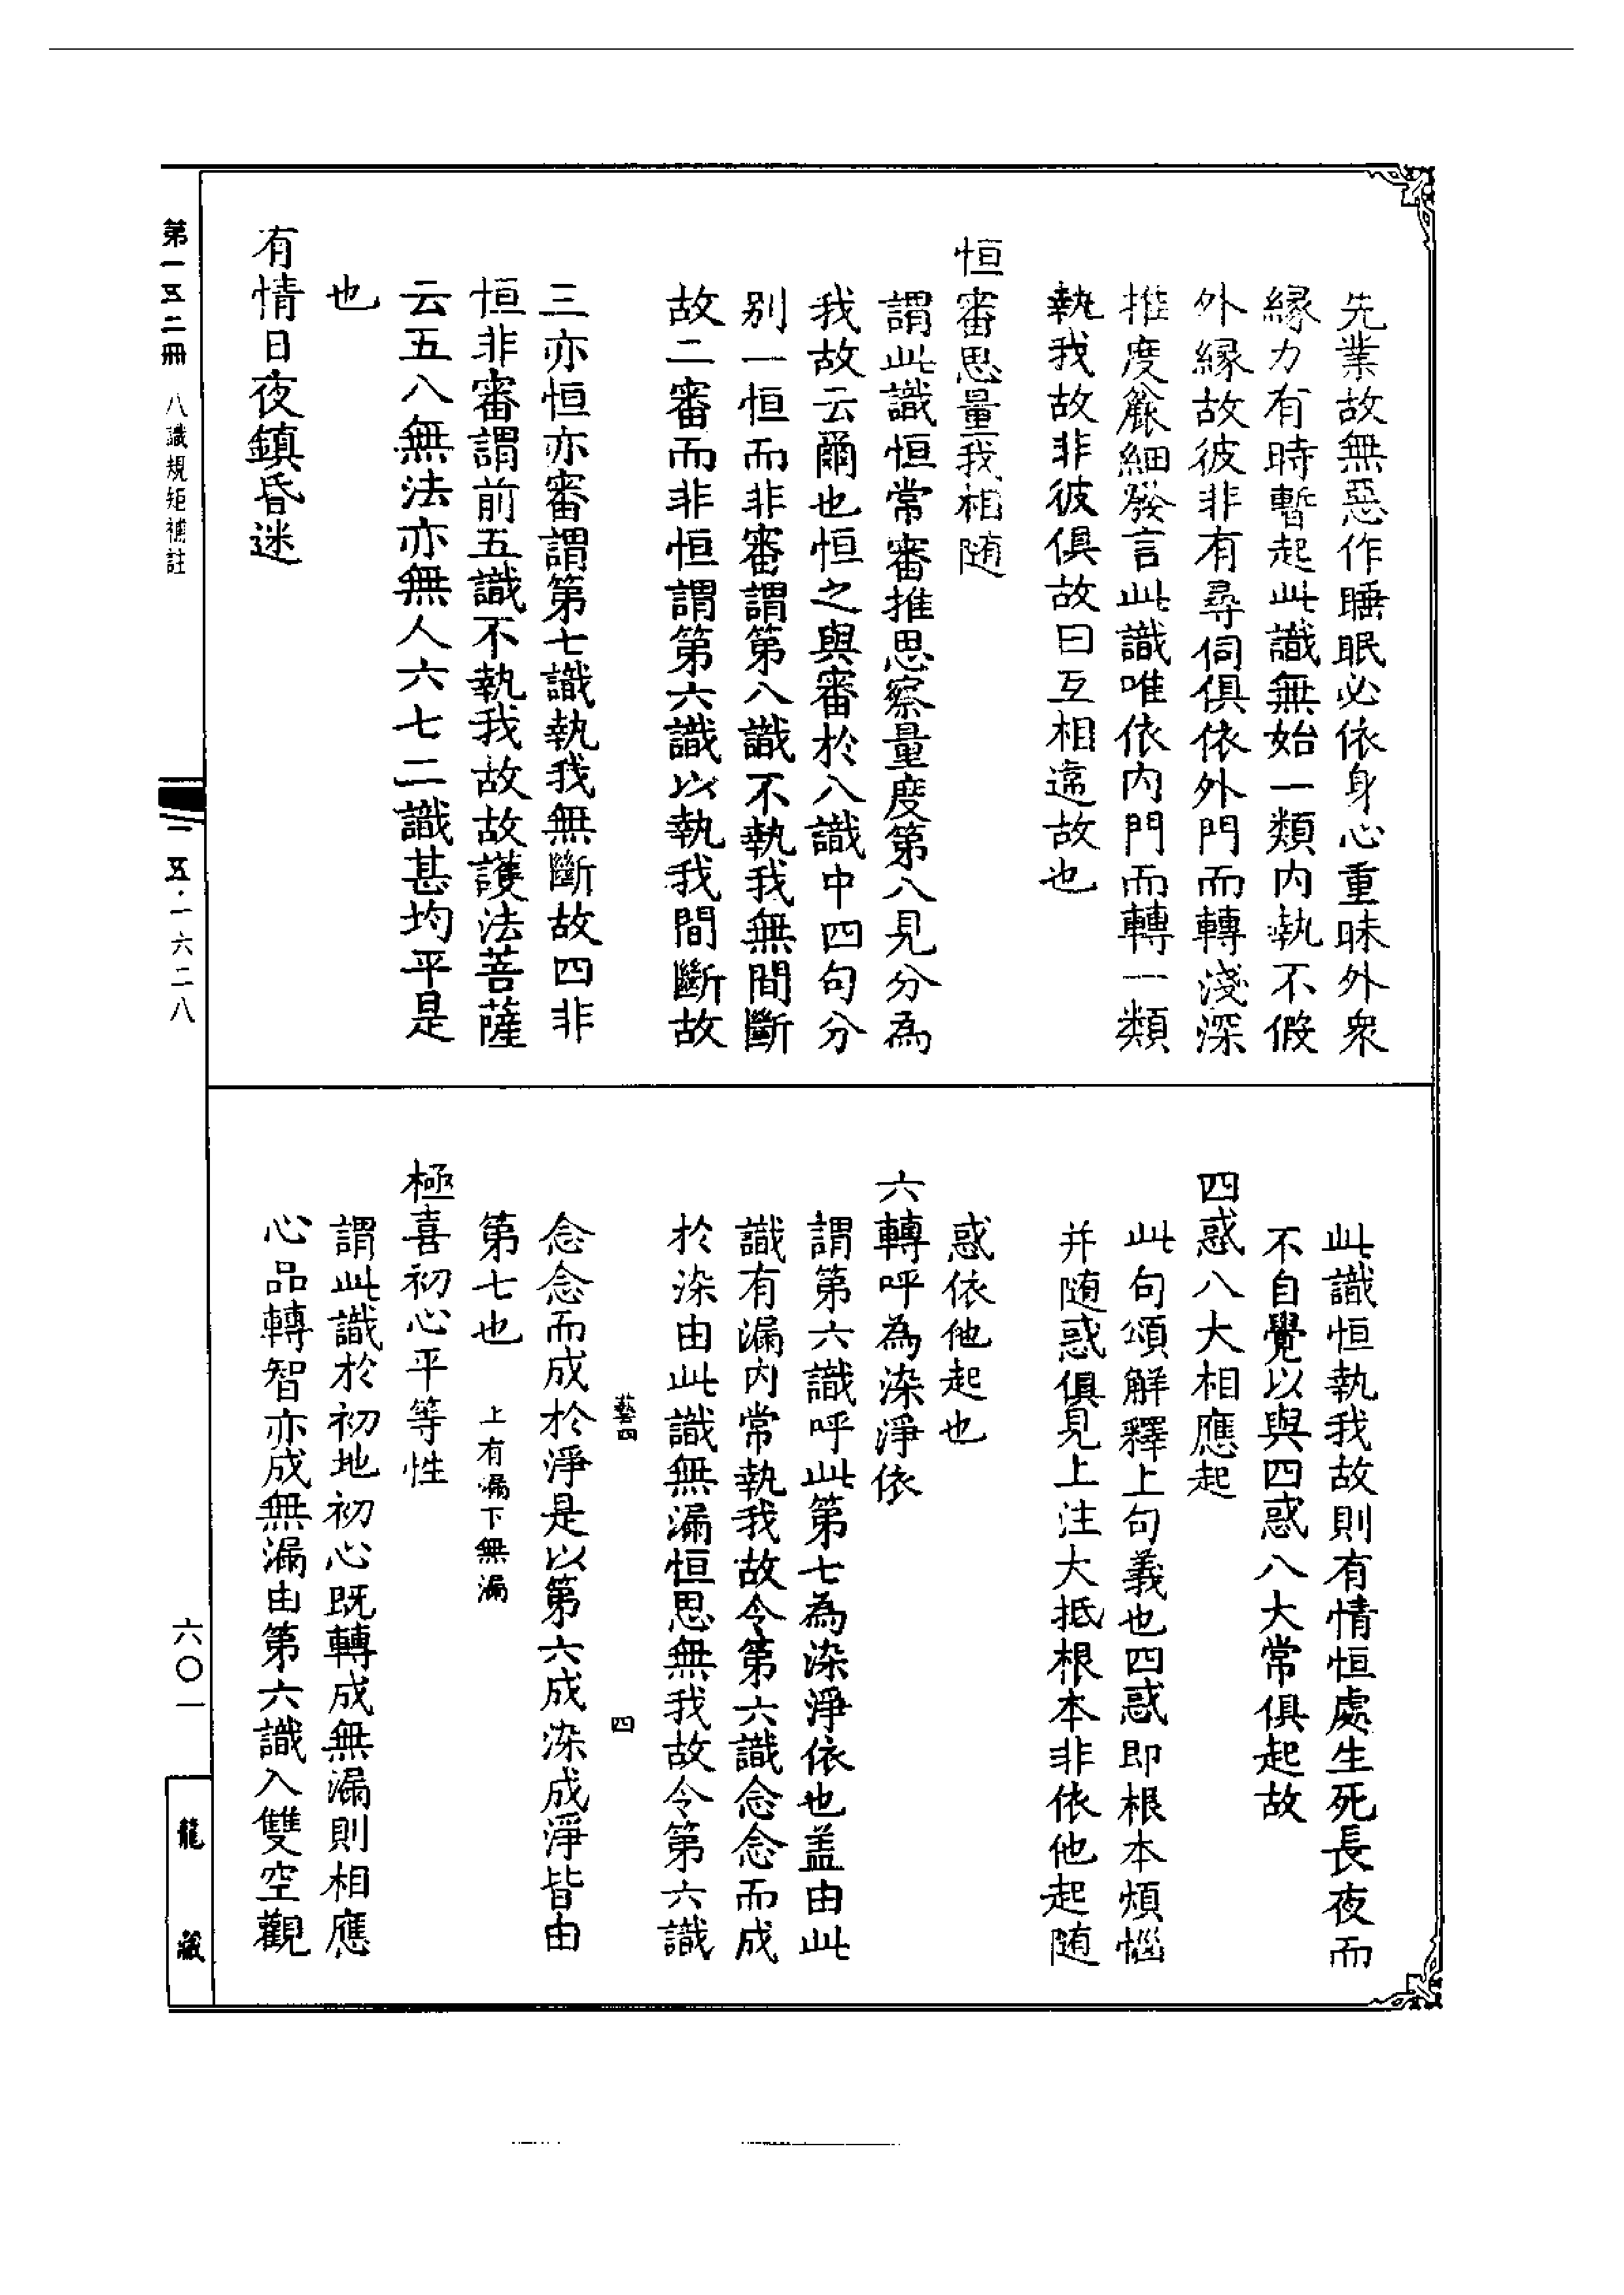 先業故無惡作睡眠必依身心重昧外衆
緣力有時暫起此識無始一類內執不假
外緣故彼非有尋伺俱依外門而轉淺深
推度麤細發言此識唯依內門而轉一類
執我故非彼俱故曰互相違故也
恒審思量我相随
謂此識恒常審推思察量度第八見分為
我故云爾也恒之與審於八識中四句分
别一恒而非審謂第八識不執我無間斷
故二審而非恒謂第六識以執我間斷故
三亦恒亦審謂第七識執我無斷故四非
恒非審謂前五識不執我故故護法菩薩
云五八無法亦無人六七二識甚均平是
也
有情日夜鎮昏迷
此識恒執我故則有情恒處生死長夜而
不自覺以與四惑八大常俱起故
四惑八大相應起
此句頌解釋上句義也四惑即根本煩惱
并随惑俱見上注大抵根本非依他起随
惑依他起也
六轉呼為染淨依
謂第六識呼此第七為染淨依也盖由此
識有漏內常執我故令第六識念念而成
於染由此識無漏恒思無我故令第六識
藝四
四
念念而成於淨是以第六成染成淨皆由
第七也 上有漏下無漏
極喜初心平等性
謂此識於初地初心既轉成無漏則相應
心品轉智亦成無漏由第六識入雙空觀
第一五二冊 八識規矩補註
一五·一六二八
六〇一
龍藏